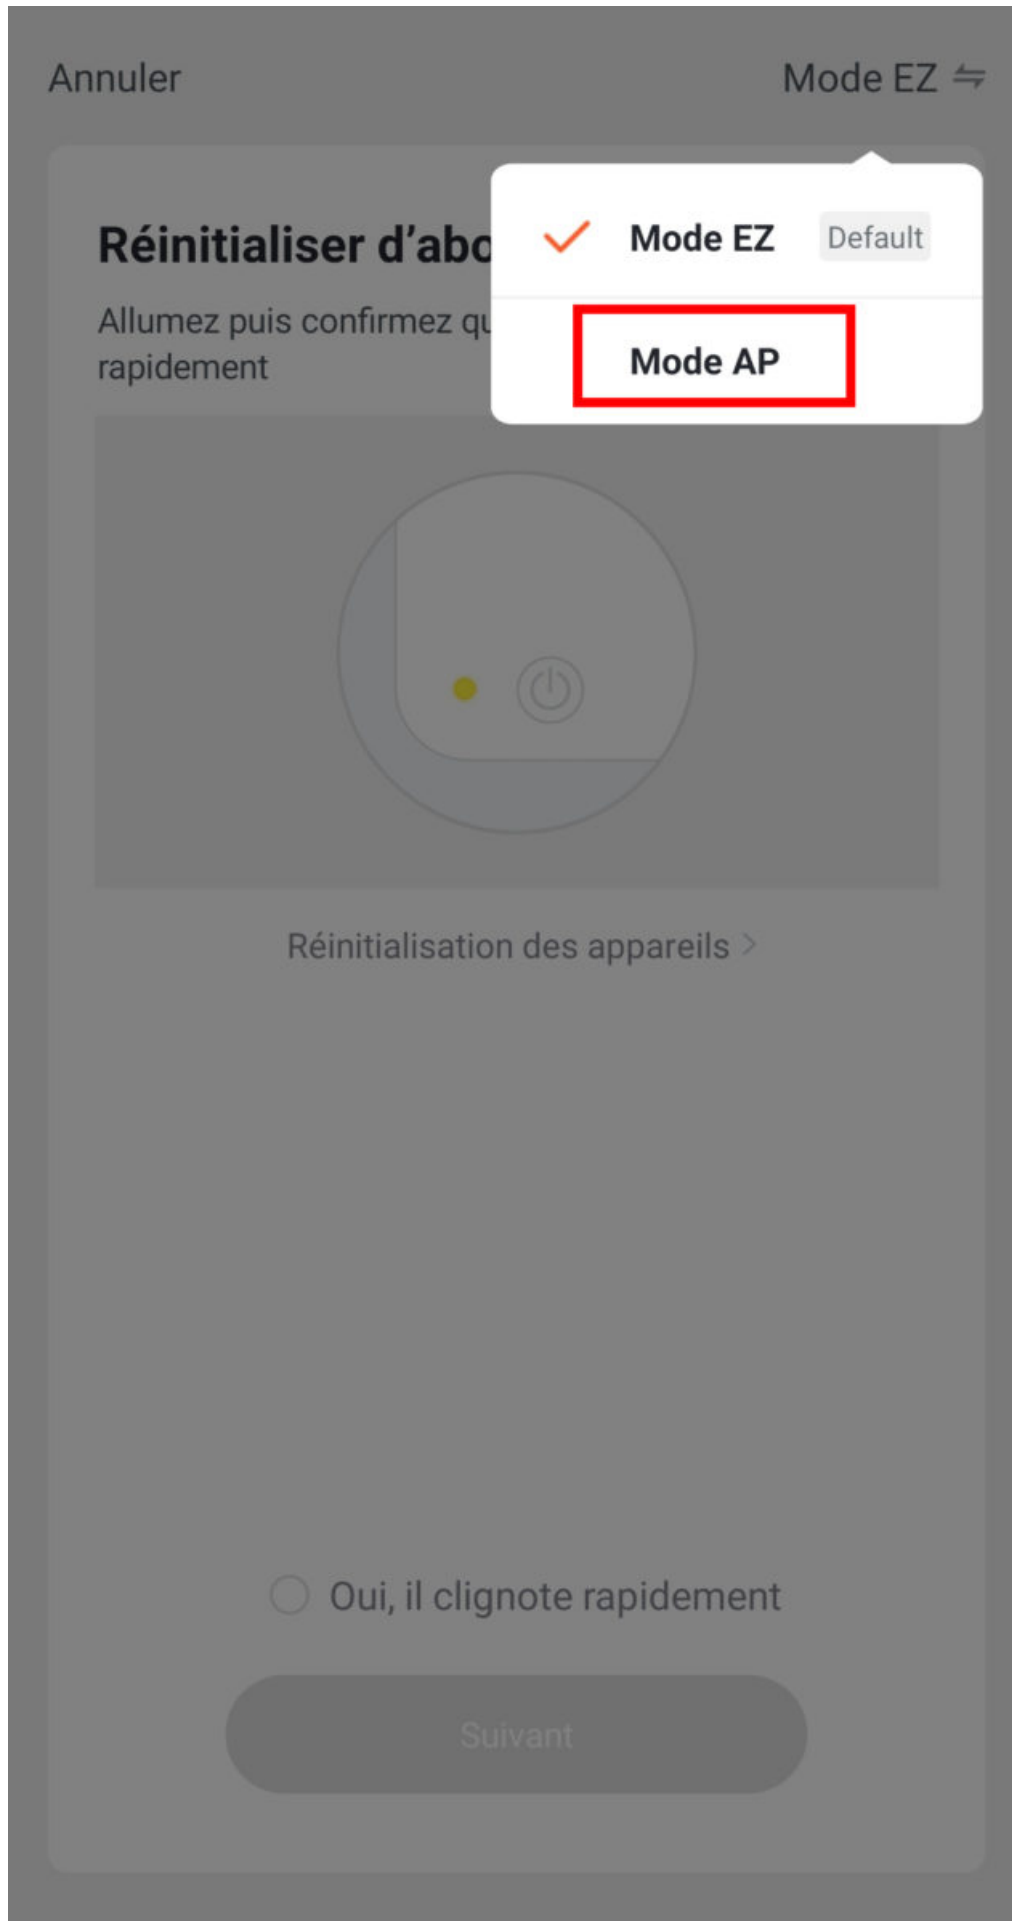 Annuler
Mode EZ
Mode EZ Default
Mode AP
Réinitialiser d’abo
Allumez puis confirmez qu
rapidement
Réinitialisation des appareils >
Oui, il clignote rapidement
Suivant